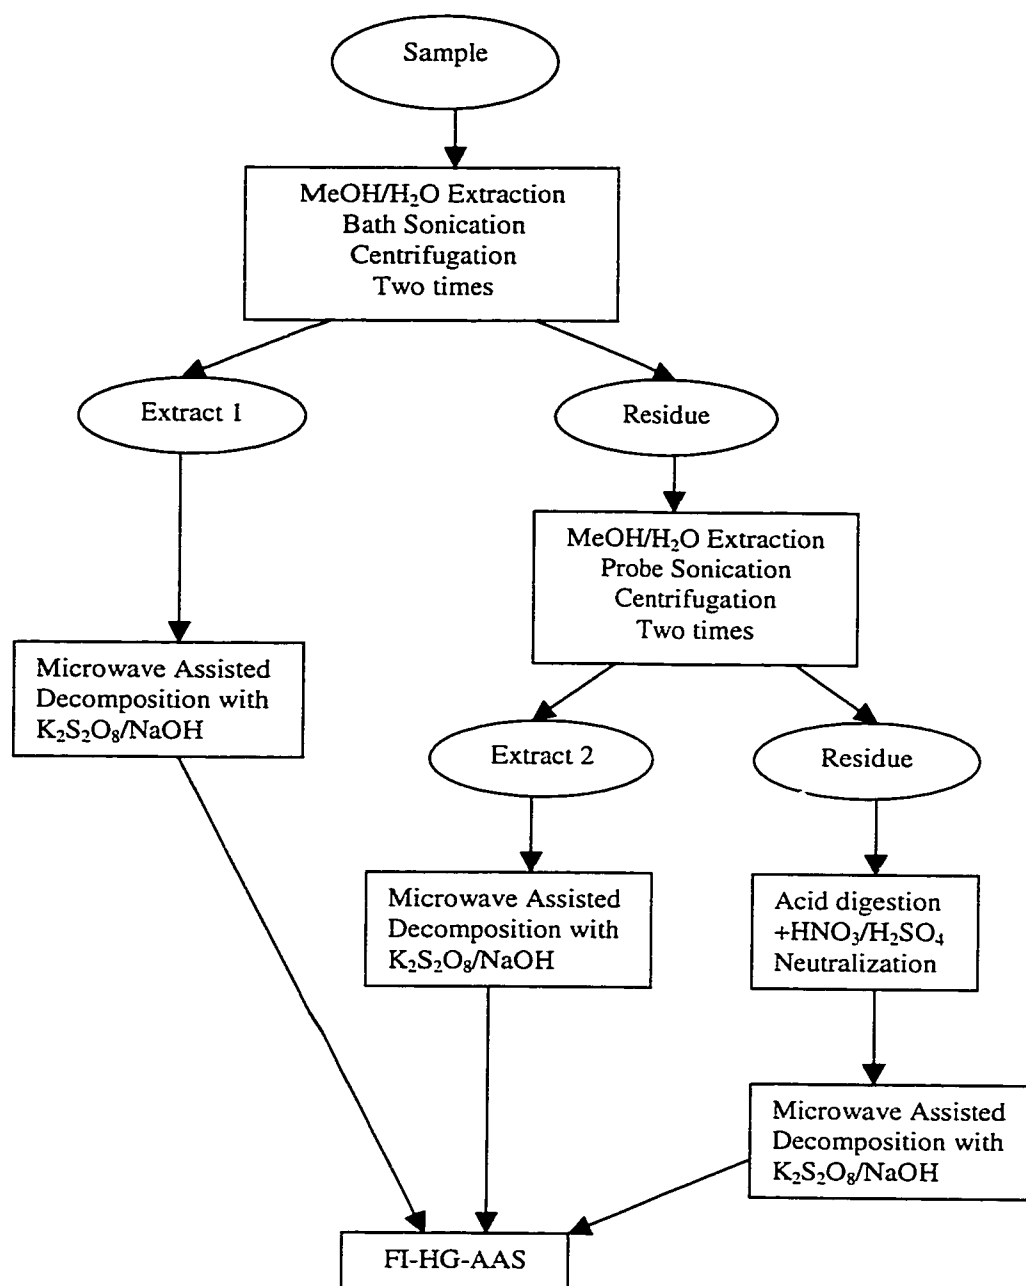 Sample
MeOH/H₂O Extraction
Bath Sonication
Centrifugation
Two times
Extract 1
Residue
MeOH/H₂O Extraction
Probe Sonication
Centrifugation
Two times
Microwave Assisted
Decomposition with
K₂S₂O₈/NaOH
Extract 2
Residue
Microwave Assisted
Decomposition with
K₂S₂O₈/NaOH
Acid digestion
+HNO₃/H₂SO₄
Neutralization
Microwave Assisted
Decomposition with
K₂S₂O₈/NaOH
FI-HG-AAS